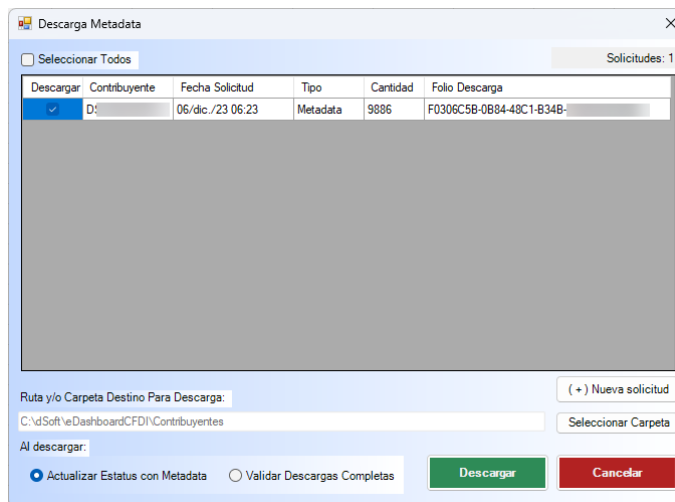 Descarga Metadata
Seleccionar Todos
Solicitudes: 1
Descargar Contribuyente Fecha Solicitud Tipo Cantidad Folio Descarga
06/dic./23 06:23 Metadata 9886 F0306C5B-0B84-48C1-B34B-
Ruta y/o Carpeta Destino Para Descarga:
(+) Nueva solicitud
C:\dSoft\eDashboardCFDI\Contribuyentes
Seleccionar Carpeta
Al descargar:
Actualizar Estatus con Metadata
Validar Descargas Completas
Descargar
Cancelar